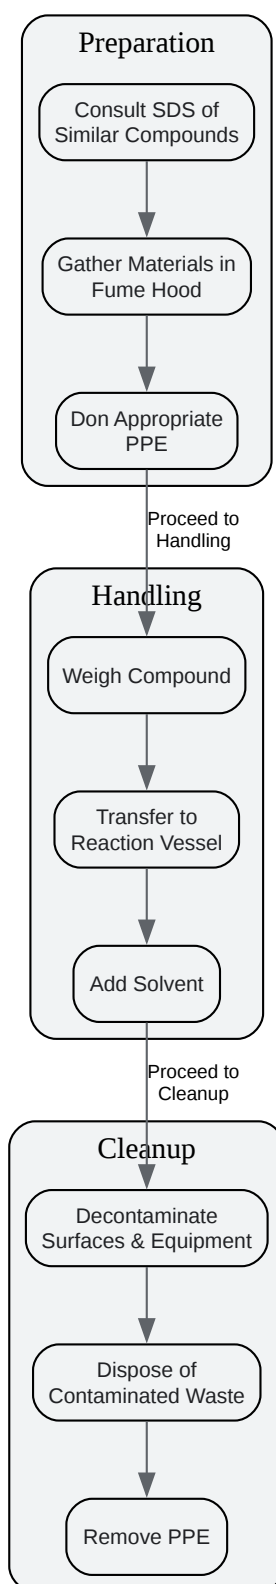 Preparation
Consult SDS of
Similar Compounds
Gather Materials in
Fume Hood
Don Appropriate
PPE
Proceed to
Handling
Handling
Weigh Compound
Transfer to
Reaction Vessel
Add Solvent
Proceed to
Cleanup
Cleanup
Decontaminate
Surfaces & Equipment
Dispose of
Contaminated Waste
Remove PPE